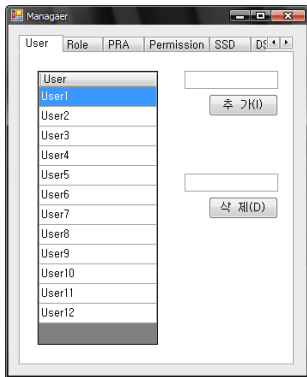 Managaer
User Role PRA Permission SSD
User
User1
User2
User3
User4
User5
User6
User7
User8
User9
User10
User11
User12
추 가(I)
삭 제(D)